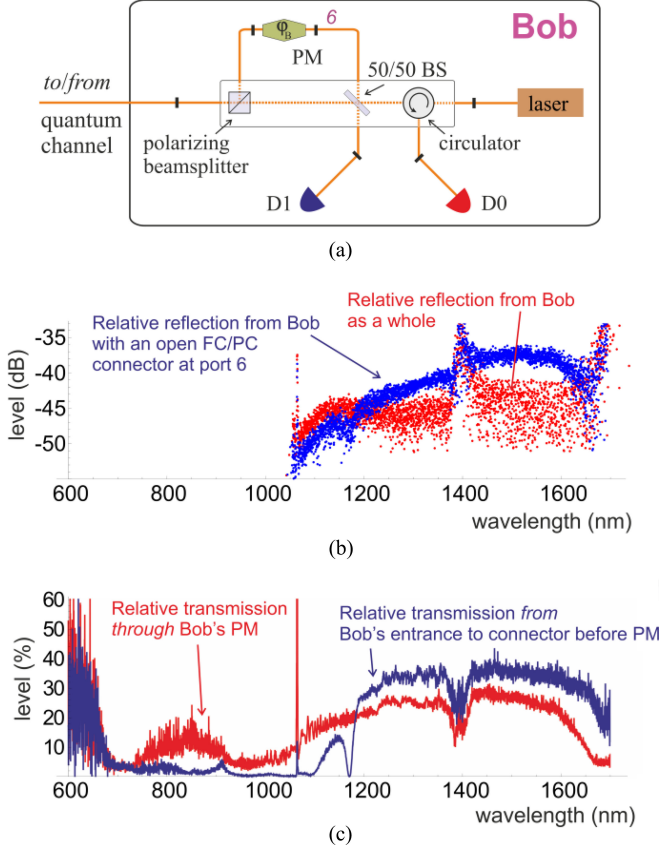 Bob
6
φB
PM
50/50 BS
to/from
quantum
channel
laser
polarizing
beamsplitter
circulator
D1
D0
(a)
Relative reflection from Bob
with an open FC/PC
connector at port 6
Relative reflection from Bob
as a whole
level (dB)
-35
-40
-45
-50
600 800 1000 1200 1400 1600
wavelength (nm)
(b)
Relative transmission
through Bob's PM
Relative transmission from
Bob's entrance to connector before PM
level (%)
60
50
40
30
20
10
600 800 1000 1200 1400 1600
wavelength (nm)
(c)